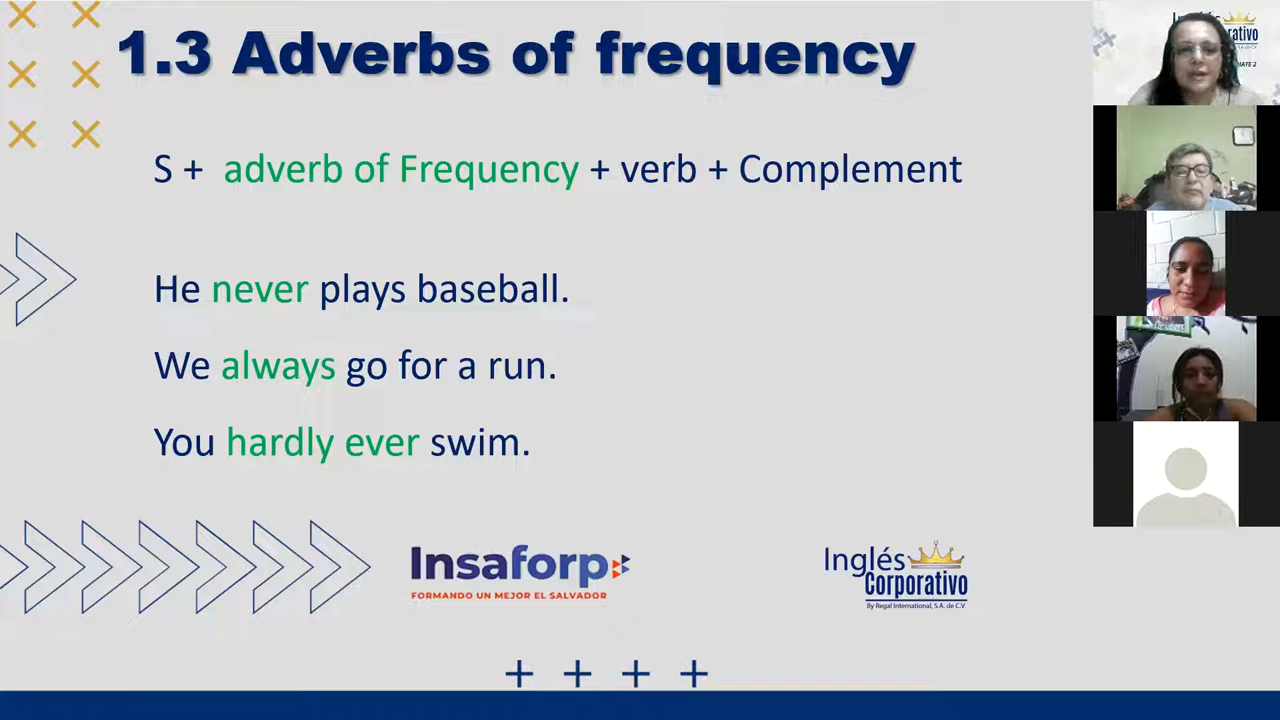 1.3 Adverbs of frequency
S + adverb of Frequency + verb + Complement
He never plays baseball.
We always go for a run.
You hardly ever swim.
Insaforp
FORMANDO UN MEJOR EL SALVADOR
Inglés
Corporativo
By Regal International, S.A. de C.V.